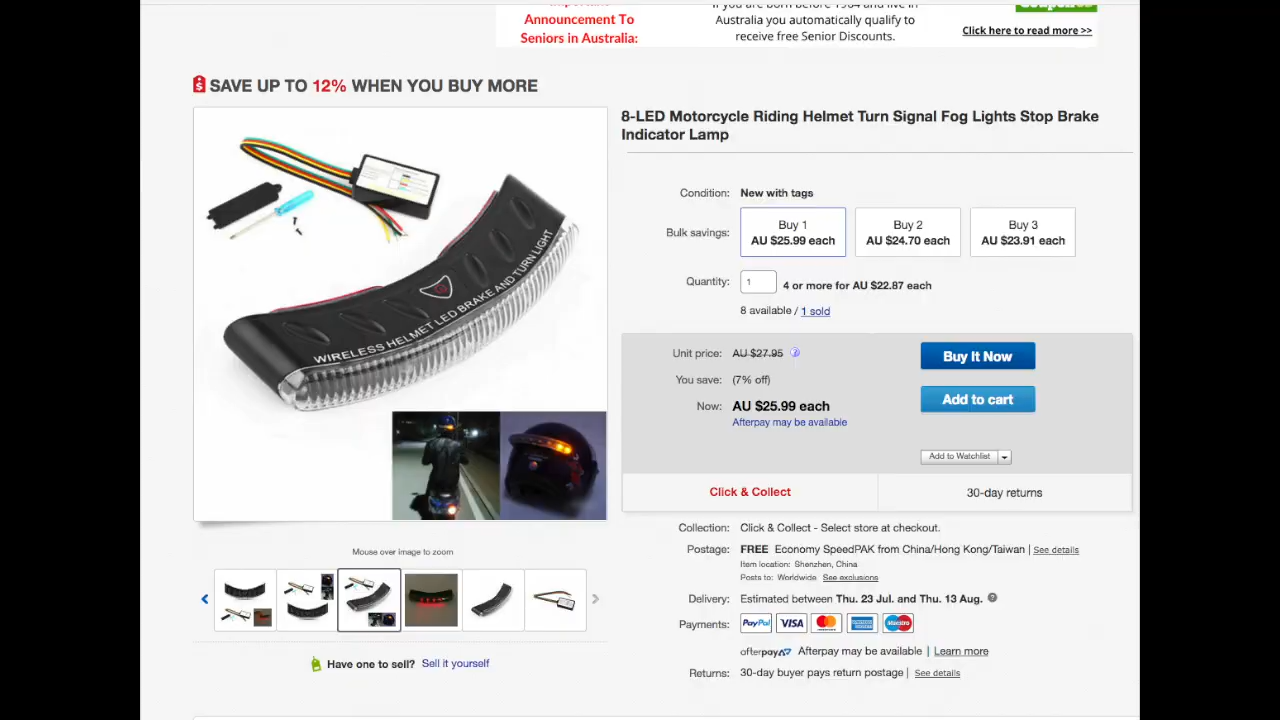 Announcement To
Seniors in Australia:
Australia you automatically qualify to
receive free Senior Discounts.
Click here to read more >>
SAVE UP TO 12% WHEN YOU BUY MORE
8-LED Motorcycle Riding Helmet Turn Signal Fog Lights Stop Brake
Indicator Lamp
WIRELESS HELMET LED BRAKE AND TURN LIGHT
Condition: New with tags
Bulk savings:
Buy 1
AU $25.99 each
Buy 2
AU $24.70 each
Buy 3
AU $23.91 each
Quantity: 1 4 or more for AU $22.87 each
8 available / 1 sold
Unit price: AU $27.95
You save: (7% off)
Now: AU $25.99 each
Afterpay may be available
Buy It Now
Add to cart
Add to Watchlist
Click & Collect
30-day returns
Collection: Click & Collect - Select store at checkout.
Postage: FREE Economy SpeedPAK from China/Hong Kong/Taiwan | See details
Item location: Shenzhen, China
Posts to: Worldwide See exclusions
Delivery: Estimated between Thu. 23 Jul. and Thu. 13 Aug.
Payments: PayPal VISA
afterpay Afterpay may be available | Learn more
Returns: 30-day buyer pays return postage | See details
Mouse over image to zoom
Have one to sell? Sell it yourself